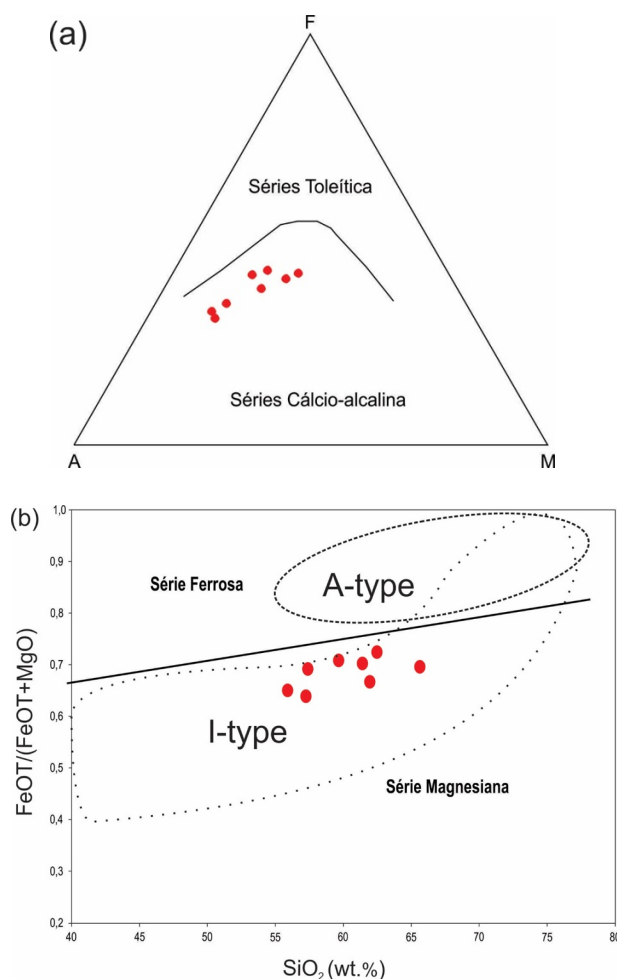 (a)
F
Séries Toleítica
Séries Cálcio-alcalina
A
M
(b)
1,0
0,9
0,8
0,7
0,6
0,5
0,4
0,3
0,2
FeOT/(FeOT+MgO)
Série Ferrosa
A-type
I-type
Série Magnesiana
40 45 50 55 60 65 70 75 80
SiO₂(wt.%)